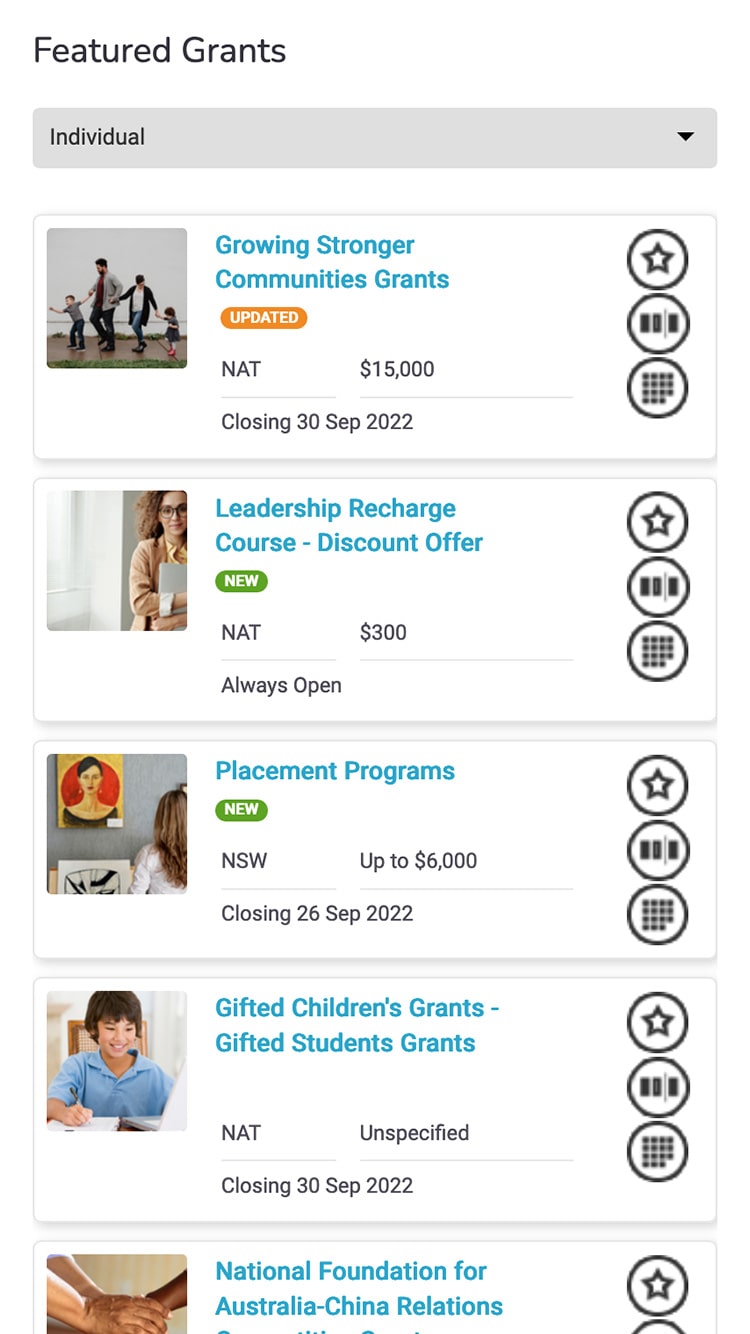 Featured Grants
Individual
Growing Stronger
Communities Grants
UPDATED
NAT $15,000
Closing 30 Sep 2022
Leadership Recharge
Course - Discount Offer
NEW
NAT $300
Always Open
Placement Programs
NEW
NSW Up to $6,000
Closing 26 Sep 2022
Gifted Children's Grants -
Gifted Students Grants
NAT Unspecified
Closing 30 Sep 2022
National Foundation for
Australia-China Relations